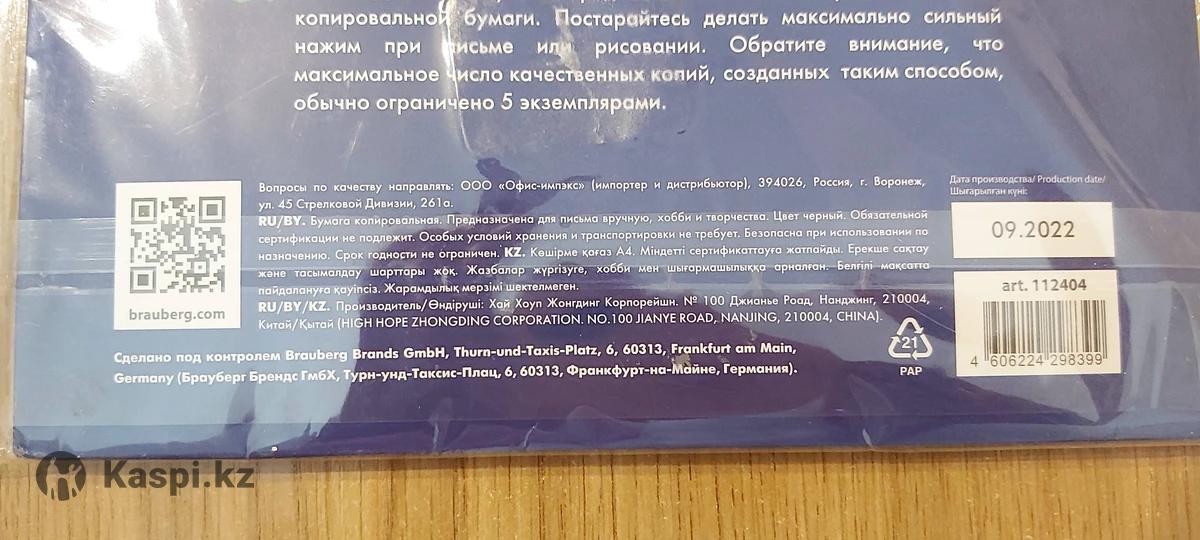 копировальной бумаги. Постарайтесь делать максимально сильный
нажим при письме или рисовании. Обратите внимание, что
максимальное число качественных копий, созданных таким способом,
обычно ограничено 5 экземплярами.
Вопросы по качеству направлять: ООО «Офис-импэкс» (импортер и дистрибьютор), 394026, Россия, г. Воронеж,
ул. 45 Стрелковой Дивизии, 261а.
RU/BY. Бумага копировальная. Предназначена для письма вручную, хобби и творчества. Цвет черный. Обязательной
сертификации не подлежит. Особых условий хранения и транспортировки не требует. Безопасна при использовании по
назначению. Срок годности не ограничен. KZ. Көшірме қағаз А4. Міндетті сертификаттауға жатпайды. Ерекше сақтау
және тасымалдау шарттары жоқ. Жазбалар жүргізуге, хобби мен шығармашылыққа арналған. Белгілі мақсатта
пайдалануға қауіпсіз. Жарамдылық мерзімі шектелмеген.
RU/BY/KZ. Производитель/Өндіруші: Хай Хоуп Жонгдинг Корпорейшн. № 100 Джианье Роад, Нанджинг, 210004,
Китай/Қытай (HIGH HOPE ZHONGDING CORPORATION. NO.100 JIANYE ROAD, NANJING, 210004, CHINA).
brauberg.com
Сделано под контролем Brauberg Brands GmbH, Thurn-und-Taxis-Platz, 6, 60313, Frankfurt am Main,
Germany (Брауберг Брендс ГмбХ, Турн-унд-Таксис-Плац, 6, 60313, Франкфурт-на-Майне, Германия).
21
PAP
Дата производства/ Production date/
Шығарылған күні:
09.2022
art. 112404
4 606224 298399
Kaspi.kz